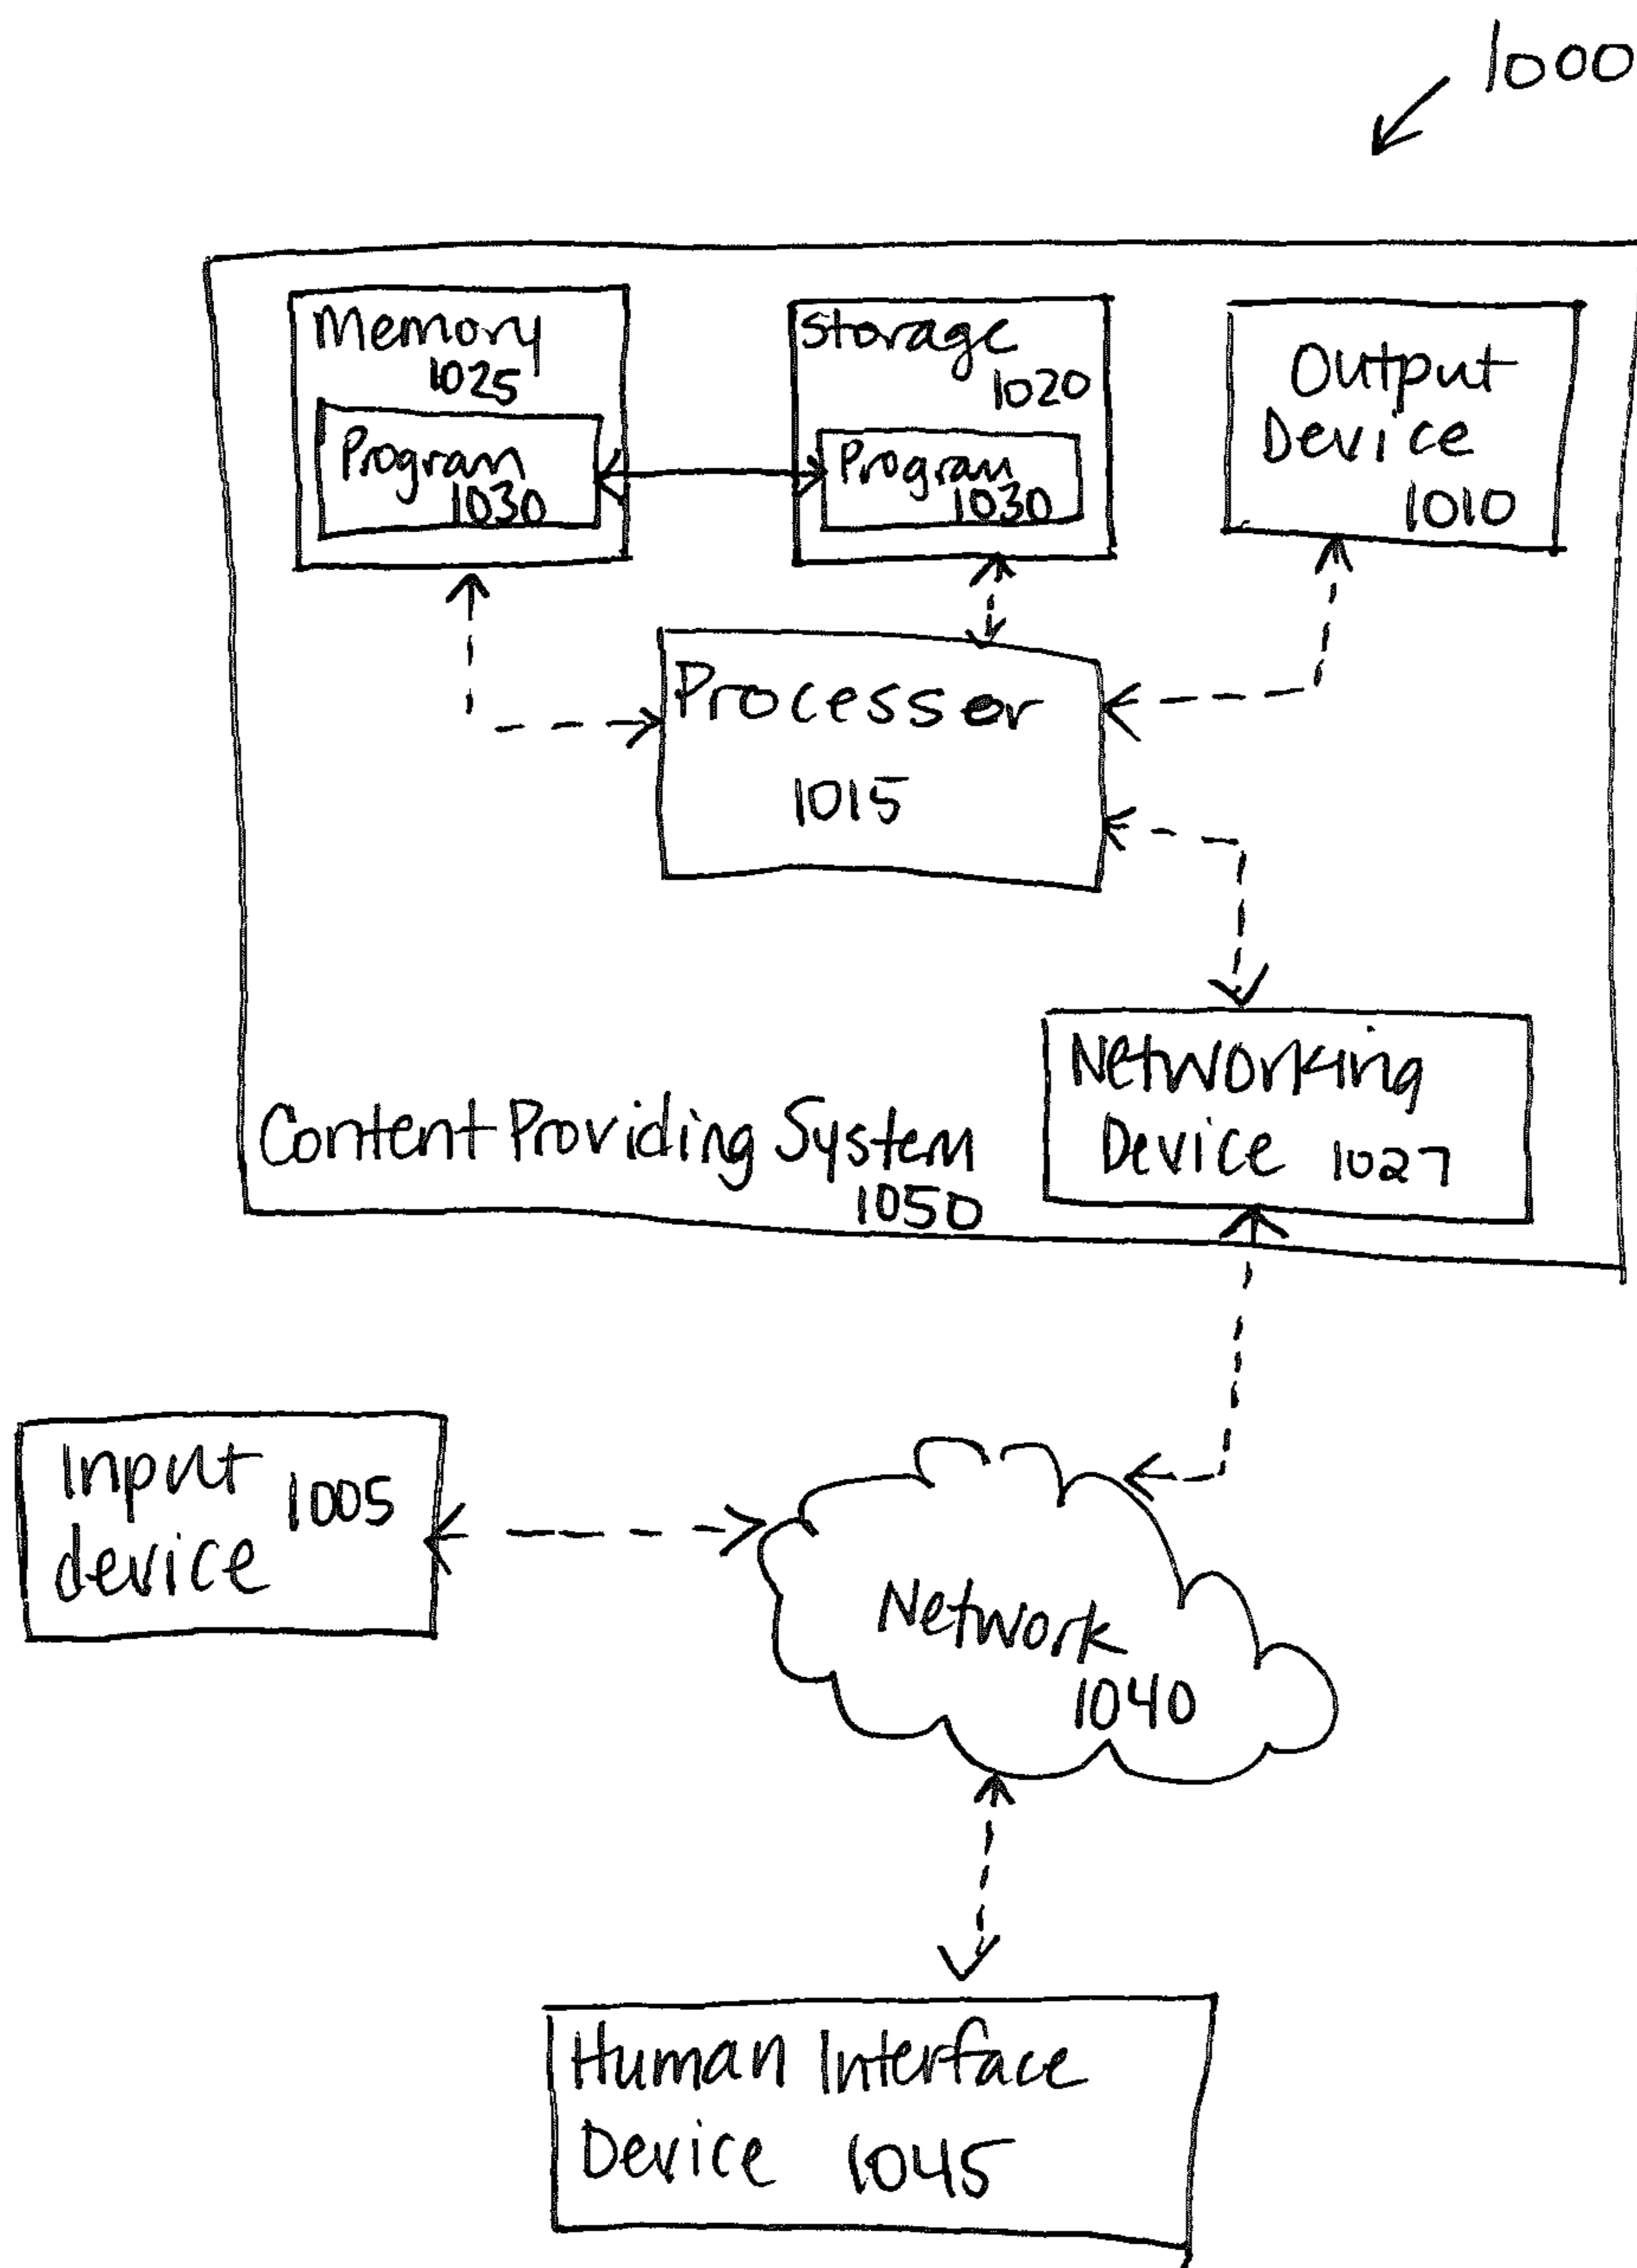 1000
Memory
1025
Program
1030
Storage
1020
Program
1030
Output
Device
1010
Processer
1015
Networking
Device 1027
Content Providing System
1050
Input 1005
device
Network
1040
Human Interface
Device 1045